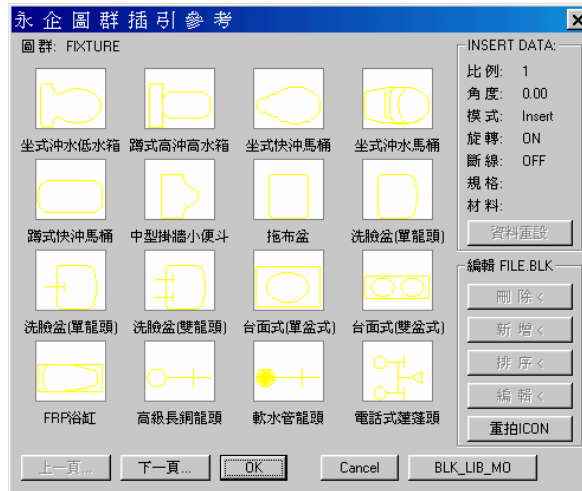 永企圖群插引參考
圖群: FIXTURE
坐式沖水低水箱 蹲式高沖高水箱 坐式快沖馬桶 坐式沖水馬桶
蹲式快沖馬桶 中型掛牆小便斗 拖布盆 洗臉盆(單龍頭)
洗臉盆(單龍頭) 洗臉盆(雙龍頭) 台面式(單盆式) 台面式(雙盆式)
FRP浴缸 高級長銅龍頭 軟水管龍頭 電話式蓮蓬頭
INSERT DATA:
比例: 1
角度: 0.00
模式: Insert
旋轉: ON
斷線: OFF
規格:
材料:
資料重設
編輯 FILE.BLK
刪 除 <
新 增 <
排 序 <
編 輯 <
重拍ICON
上一頁... 下一頁... OK Cancel BLK_LIB_MO